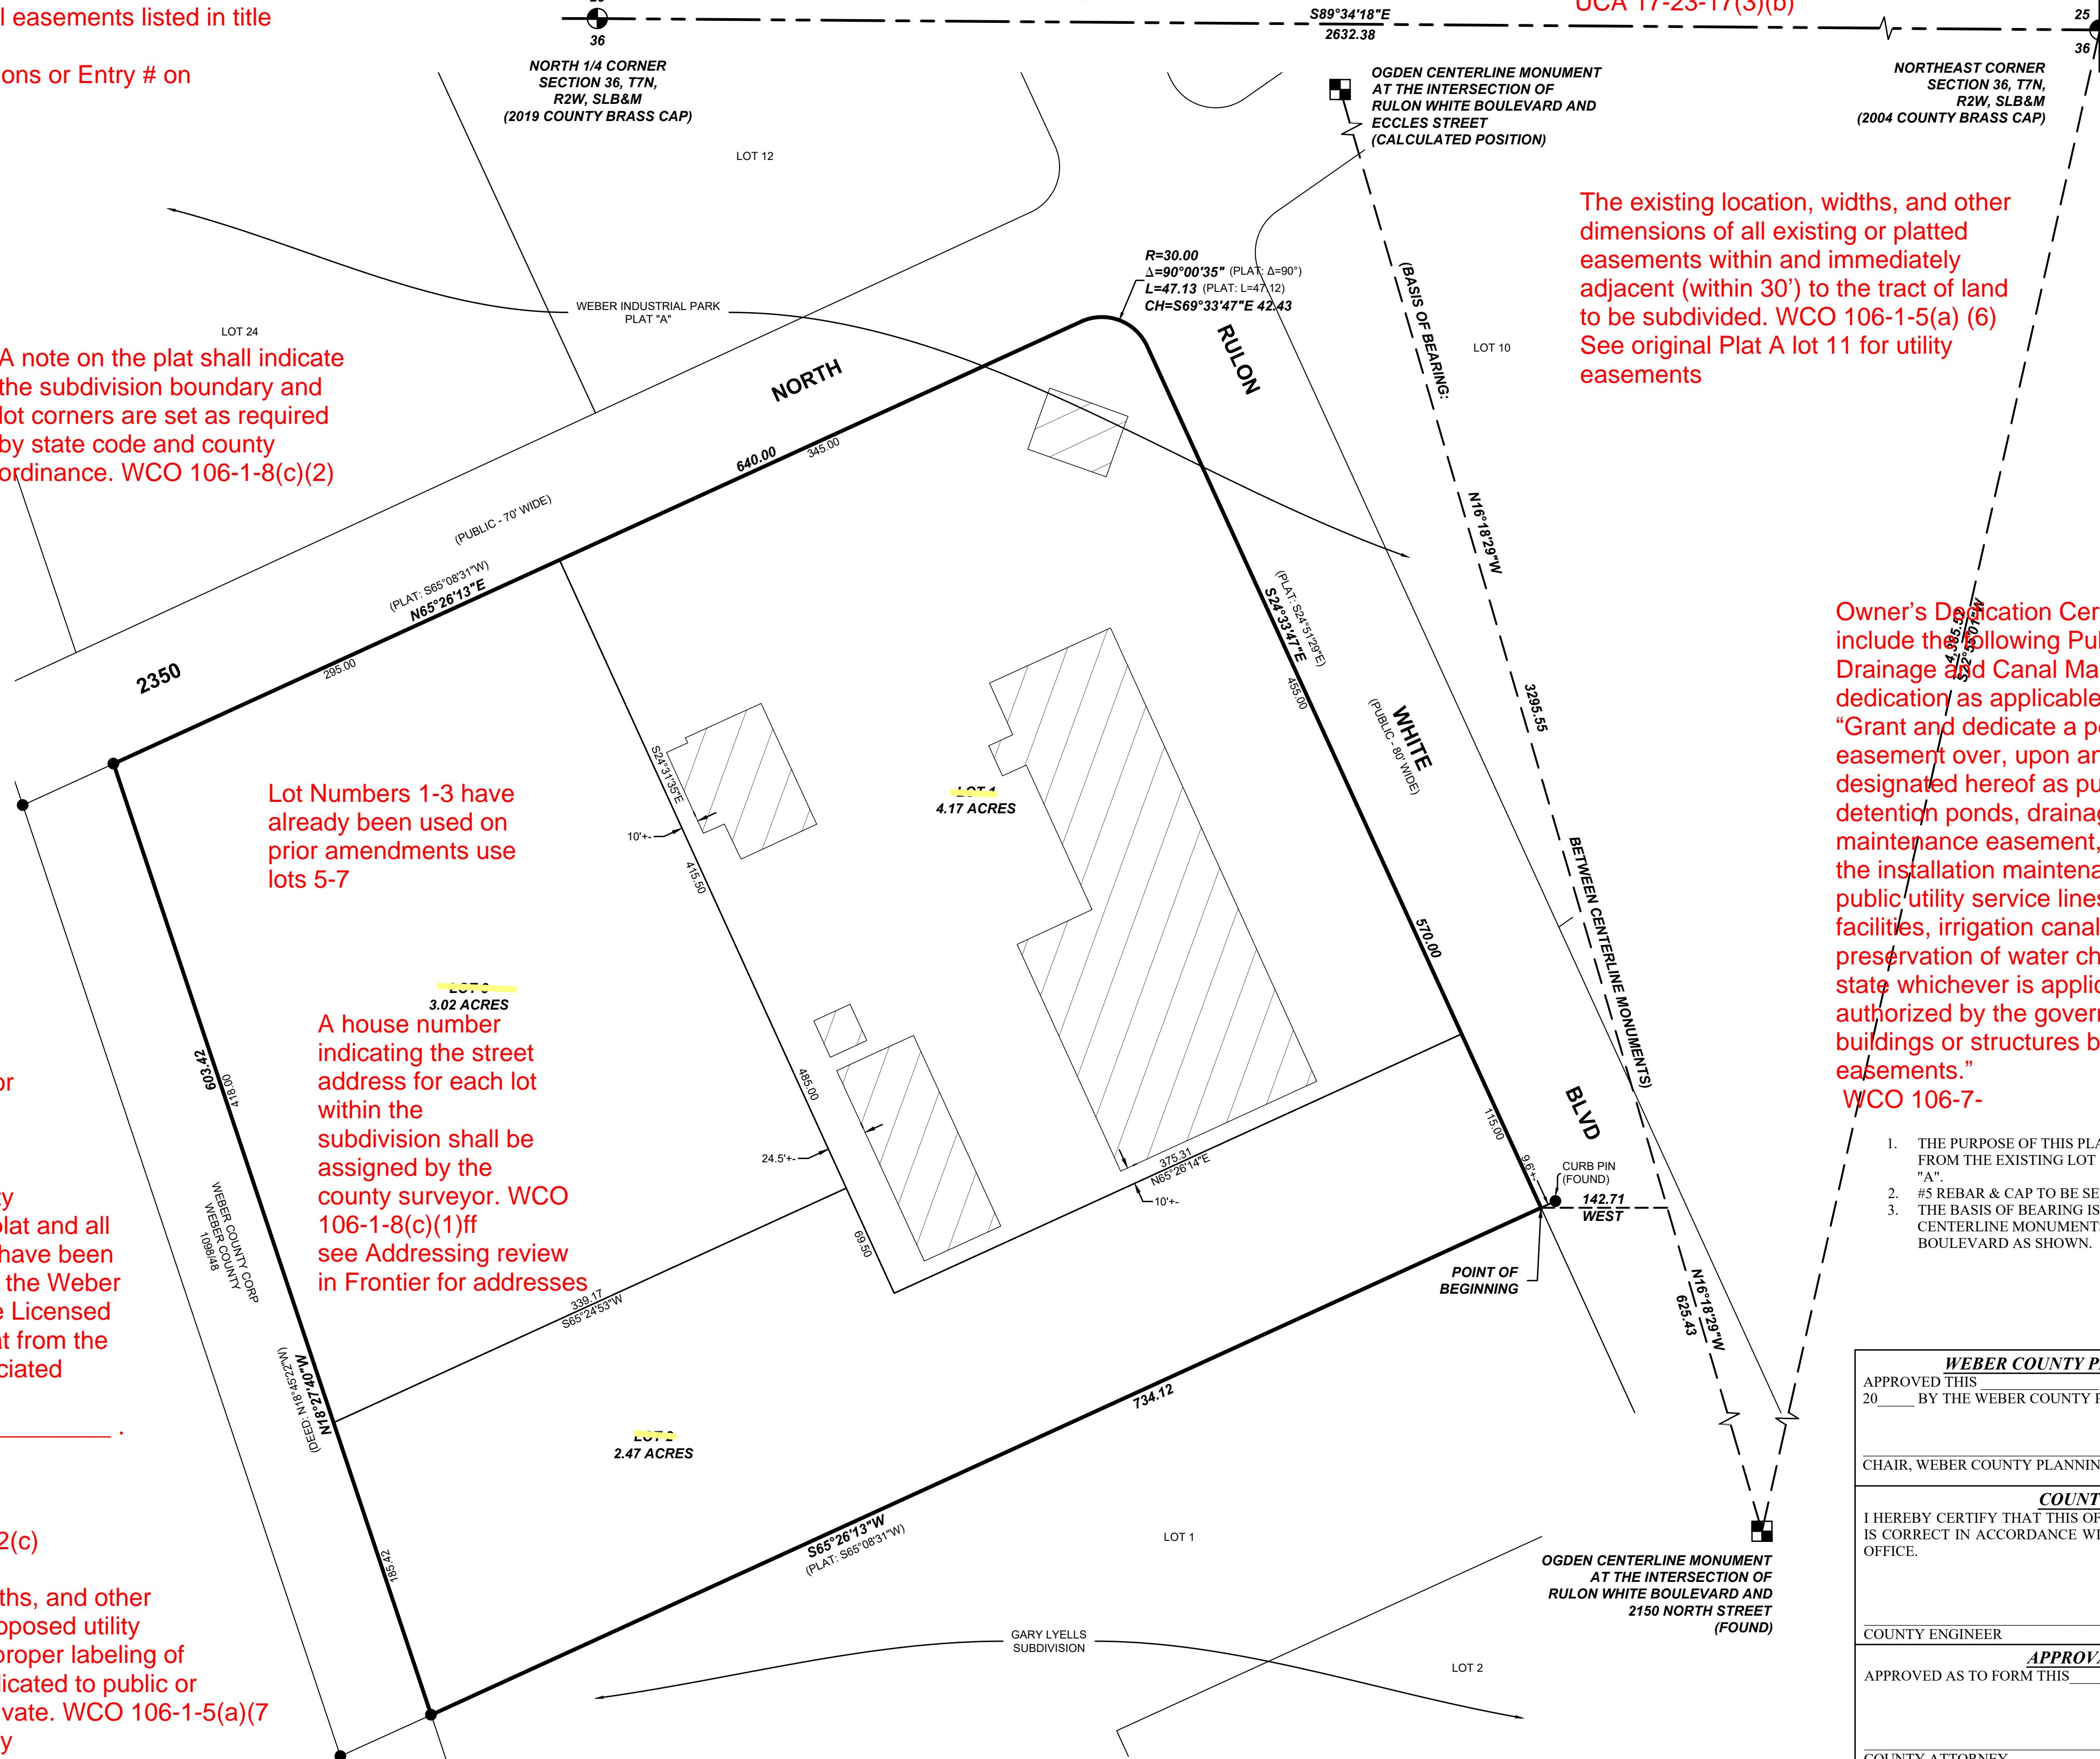 l easements listed in title
ons or Entry # on
36
NORTH 1/4 CORNER
SECTION 36, T7N,
R2W, SLB&M
(2019 COUNTY BRASS CAP)
S89°34'18"E
2632.38
UCA 17-23-17(3)(b)
25
36
NORTHEAST CORNER
SECTION 36, T7N,
R2W, SLB&M
(2004 COUNTY BRASS CAP)
OGDEN CENTERLINE MONUMENT
AT THE INTERSECTION OF
RULON WHITE BOULEVARD AND
ECCLES STREET
(CALCULATED POSITION)
LOT 12
The existing location, widths, and other
dimensions of all existing or platted
easements within and immediately
adjacent (within 30') to the tract of land
to be subdivided. WCO 106-1-5(a) (6)
See original Plat A lot 11 for utility
easements
R=30.00
Δ=90°00'35" (PLAT: Δ=90°)
L=47.13 (PLAT: L=47.12)
CH=S69°33'47"E 42.43
WEBER INDUSTRIAL PARK
PLAT "A"
LOT 24
LOT 10
A note on the plat shall indicate
the subdivision boundary and
lot corners are set as required
by state code and county
ordinance. WCO 106-1-8(c)(2)
2350
NORTH
(PUBLIC - 70' WIDE)
640.00
345.00
(PLAT: S65°08'31"W)
N65°26'13"E
295.00
RULON
WHITE
BLVD
(PUBLIC - 80' WIDE)
(BASIS OF BEARING:
N16°18'29"W
3295.55
BETWEEN CENTERLINE MONUMENTS)
(PLAT: S24°51'29"E)
S24°33'47"E
455.00
570.00
115.00
9.6'+-
4,385.52
S12°55'01"W
Owner's Dedication Cer
include the following Pul
Drainage and Canal Ma
dedication as applicable
"Grant and dedicate a pe
easement over, upon an
designated hereof as pu
detention ponds, drainag
maintenance easement,
the installation maintena
public utility service lines
facilities, irrigation canal
preservation of water ch
state whichever is applic
authorized by the govern
buildings or structures b
easements."
WCO 106-7-
Lot Numbers 1-3 have
already been used on
prior amendments use
lots 5-7
S24°31'35"E
10'+-
415.50
LOT 1
4.17 ACRES
LOT 3
3.02 ACRES
A house number
indicating the street
address for each lot
within the
subdivision shall be
assigned by the
county surveyor. WCO
106-1-8(c)(1)ff
see Addressing review
in Frontier for addresses
603.42
418.00
WEBER COUNTY CORP
WEBER COUNTY
1098/48
485.00
24.5'+-
69.50
375.31
N65°26'14"E
10'+-
CURB PIN
(FOUND)
142.71
WEST
POINT OF
BEGINNING
N16°18'29"W
625.43
339.17
S65°24'53"W
N18°27'40"W
(DEED: N18°45'22"W)
185.42
LOT 2
2.47 ACRES
734.12
S65°26'13"W
(PLAT: S65°08'31"W)
LOT 1
GARY LYELLS
SUBDIVISION
LOT 2
OGDEN CENTERLINE MONUMENT
AT THE INTERSECTION OF
RULON WHITE BOULEVARD AND
2150 NORTH STREET
(FOUND)
or
ty
plat and all
have been
the Weber
e Licensed
at from the
ciated
.
2(c)
ths, and other
oposed utility
proper labeling of
dicated to public or
vate. WCO 106-1-5(a)(7
y
1. THE PURPOSE OF THIS PLA
FROM THE EXISTING LOT
"A".
2. #5 REBAR & CAP TO BE SE
3. THE BASIS OF BEARING IS
CENTERLINE MONUMENT
BOULEVARD AS SHOWN.
WEBER COUNTY P
APPROVED THIS
20_____ BY THE WEBER COUNTY P
CHAIR, WEBER COUNTY PLANNIN
COUNT
I HEREBY CERTIFY THAT THIS OF
IS CORRECT IN ACCORDANCE WI
OFFICE.
COUNTY ENGINEER
APPROVA
APPROVED AS TO FORM THIS
COUNTY ATTORNEY